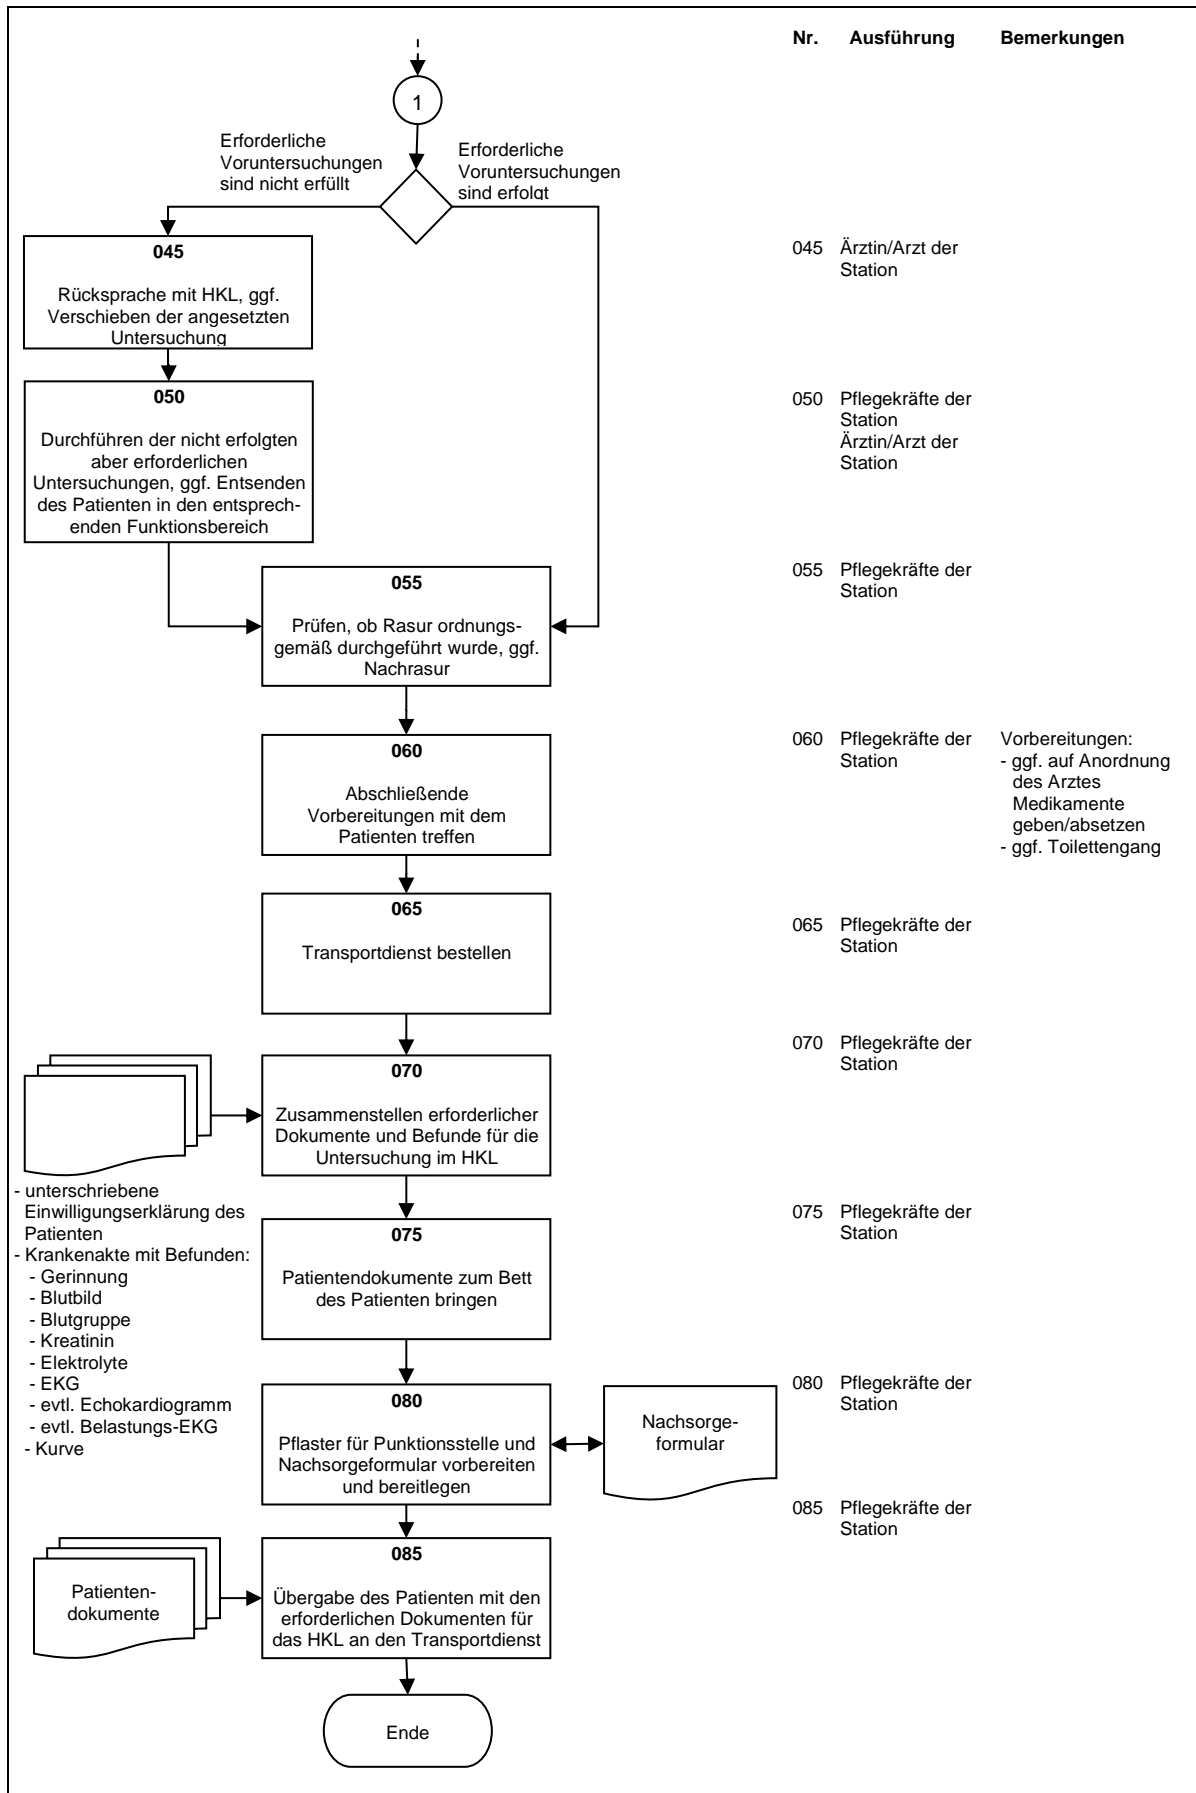 Nr. Ausführung Bemerkungen
1
Erforderliche
Voruntersuchungen
sind nicht erfüllt
Erforderliche
Voruntersuchungen
sind erfolgt
045
Rücksprache mit HKL, ggf.
Verschieben der angesetzten
Untersuchung
045 Ärztin/Arzt der
Station
050
Durchführen der nicht erfolgten
aber erforderlichen
Untersuchungen, ggf. Entsenden
des Patienten in den entsprech-
enden Funktionsbereich
050 Pflegekräfte der
Station
Ärztin/Arzt der
Station
055
Prüfen, ob Rasur ordnungs-
gemäß durchgeführt wurde, ggf.
Nachrasur
055 Pflegekräfte der
Station
060
Abschließende
Vorbereitungen mit dem
Patienten treffen
060 Pflegekräfte der
Station
Vorbereitungen:
- ggf. auf Anordnung
des Arztes
Medikamente
geben/absetzen
- ggf. Toilettengang
065
Transportdienst bestellen
065 Pflegekräfte der
Station
070
Zusammenstellen erforderlicher
Dokumente und Befunde für die
Untersuchung im HKL
070 Pflegekräfte der
Station
- unterschriebene
Einwilligungserklärung des
Patienten
- Krankenakte mit Befunden:
- Gerinnung
- Blutbild
- Blutgruppe
- Kreatinin
- Elektrolyte
- EKG
- evtl. Echokardiogramm
- evtl. Belastungs-EKG
- Kurve
075
Patientendokumente zum Bett
des Patienten bringen
075 Pflegekräfte der
Station
080
Pflaster für Punktionsstelle und
Nachsorgeformular vorbereiten
und bereitlegen
Nachsorge-
formular
080 Pflegekräfte der
Station
085
Übergabe des Patienten mit den
erforderlichen Dokumenten für
das HKL an den Transportdienst
Patienten-
dokumente
085 Pflegekräfte der
Station
Ende